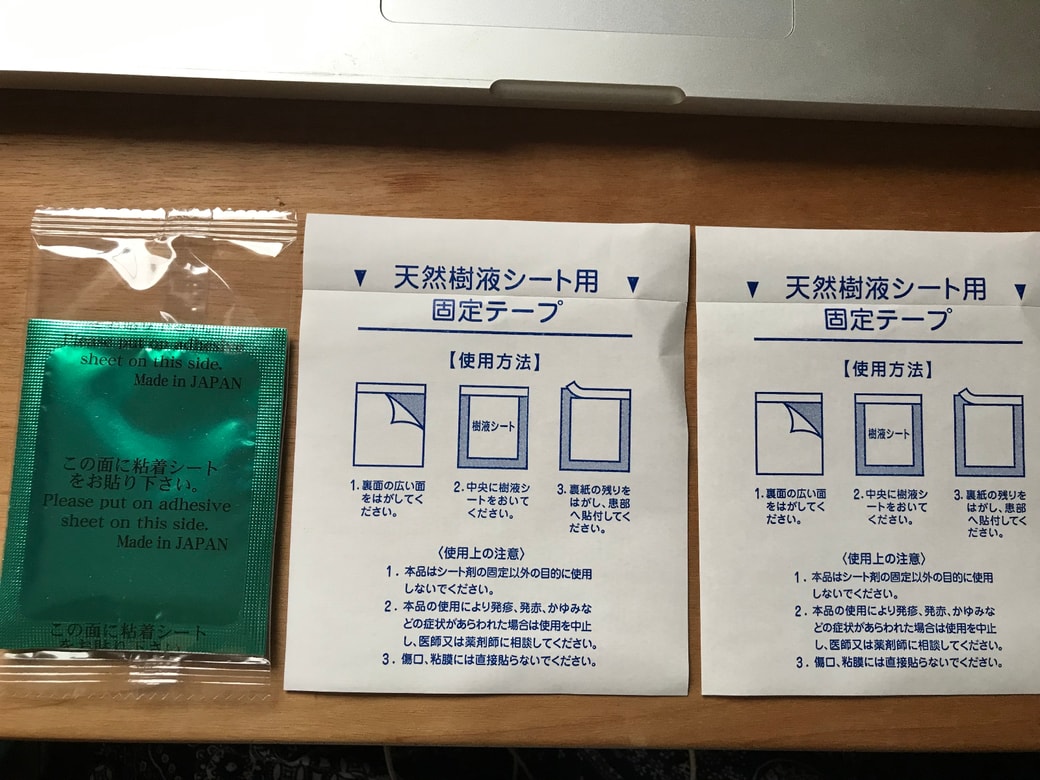 Please put on adhesive
sheet on this side.
Made in JAPAN
この面に粘着シート
をお貼り下さい。
Please put on adhesive
sheet on this side.
Made in JAPAN
この面に粘着シート
をお貼り下さい
▼ 天然樹液シート用 ▼
固定テープ
【使用方法】
樹液シート
1. 裏面の広い面
をはがしてく
ださい。
2. 中央に樹液シ
ートをおいて
ください。
3. 裏紙の残りを
はがし、患部
へ貼付してく
ださい。
〈使用上の注意〉
1. 本品はシート剤の固定以外の目的に使用
しないでください。
2. 本品の使用により発疹、発赤、かゆみな
どの症状があらわれた場合は使用を中止
し、医師又は薬剤師に相談してください。
3. 傷口、粘膜には直接貼らないでください。
▼ 天然樹液シート用 ▼
固定テープ
【使用方法】
樹液シート
1. 裏面の広い面
をはがしてく
ださい。
2. 中央に樹液シ
ートをおいて
ください。
3. 裏紙の残りを
はがし、患部
へ貼付してく
ださい。
〈使用上の注意〉
1. 本品はシート剤の固定以外の目的に使用
しないでください。
2. 本品の使用により発疹、発赤、かゆみな
どの症状があらわれた場合は使用を中止
し、医師又は薬剤師に相談してください。
3. 傷口、粘膜には直接貼らないでください。